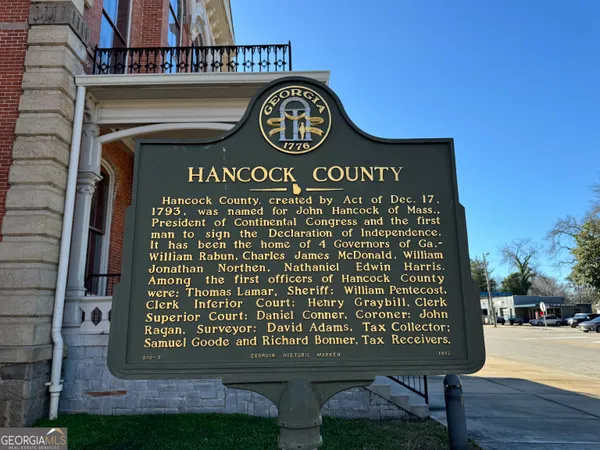 GEORGIA
1776
HANCOCK COUNTY
Hancock County, created by Act of Dec. 17,
1793, was named for John Hancock of Mass.,
President of Continental Congress and the first
man to sign the Declaration of Independence.
It has been the home of 4 Governors of Ga.-
William Rabun, Charles James McDonald, William
Jonathan Northen, Nathaniel Edwin Harris.
Among the first officers of Hancock County
were: Thomas Lamar, Sheriff; William Pentecost,
Clerk Inferior Court; Henry Graybill, Clerk
Superior Court; Daniel Conner, Coroner; John
Ragan, Surveyor; David Adams, Tax Collector;
Samuel Goode and Richard Bonner, Tax Receivers.
GEORGIA HISTORIC MARKER
GEORGIAMLS
REAL ESTATE SERVICES